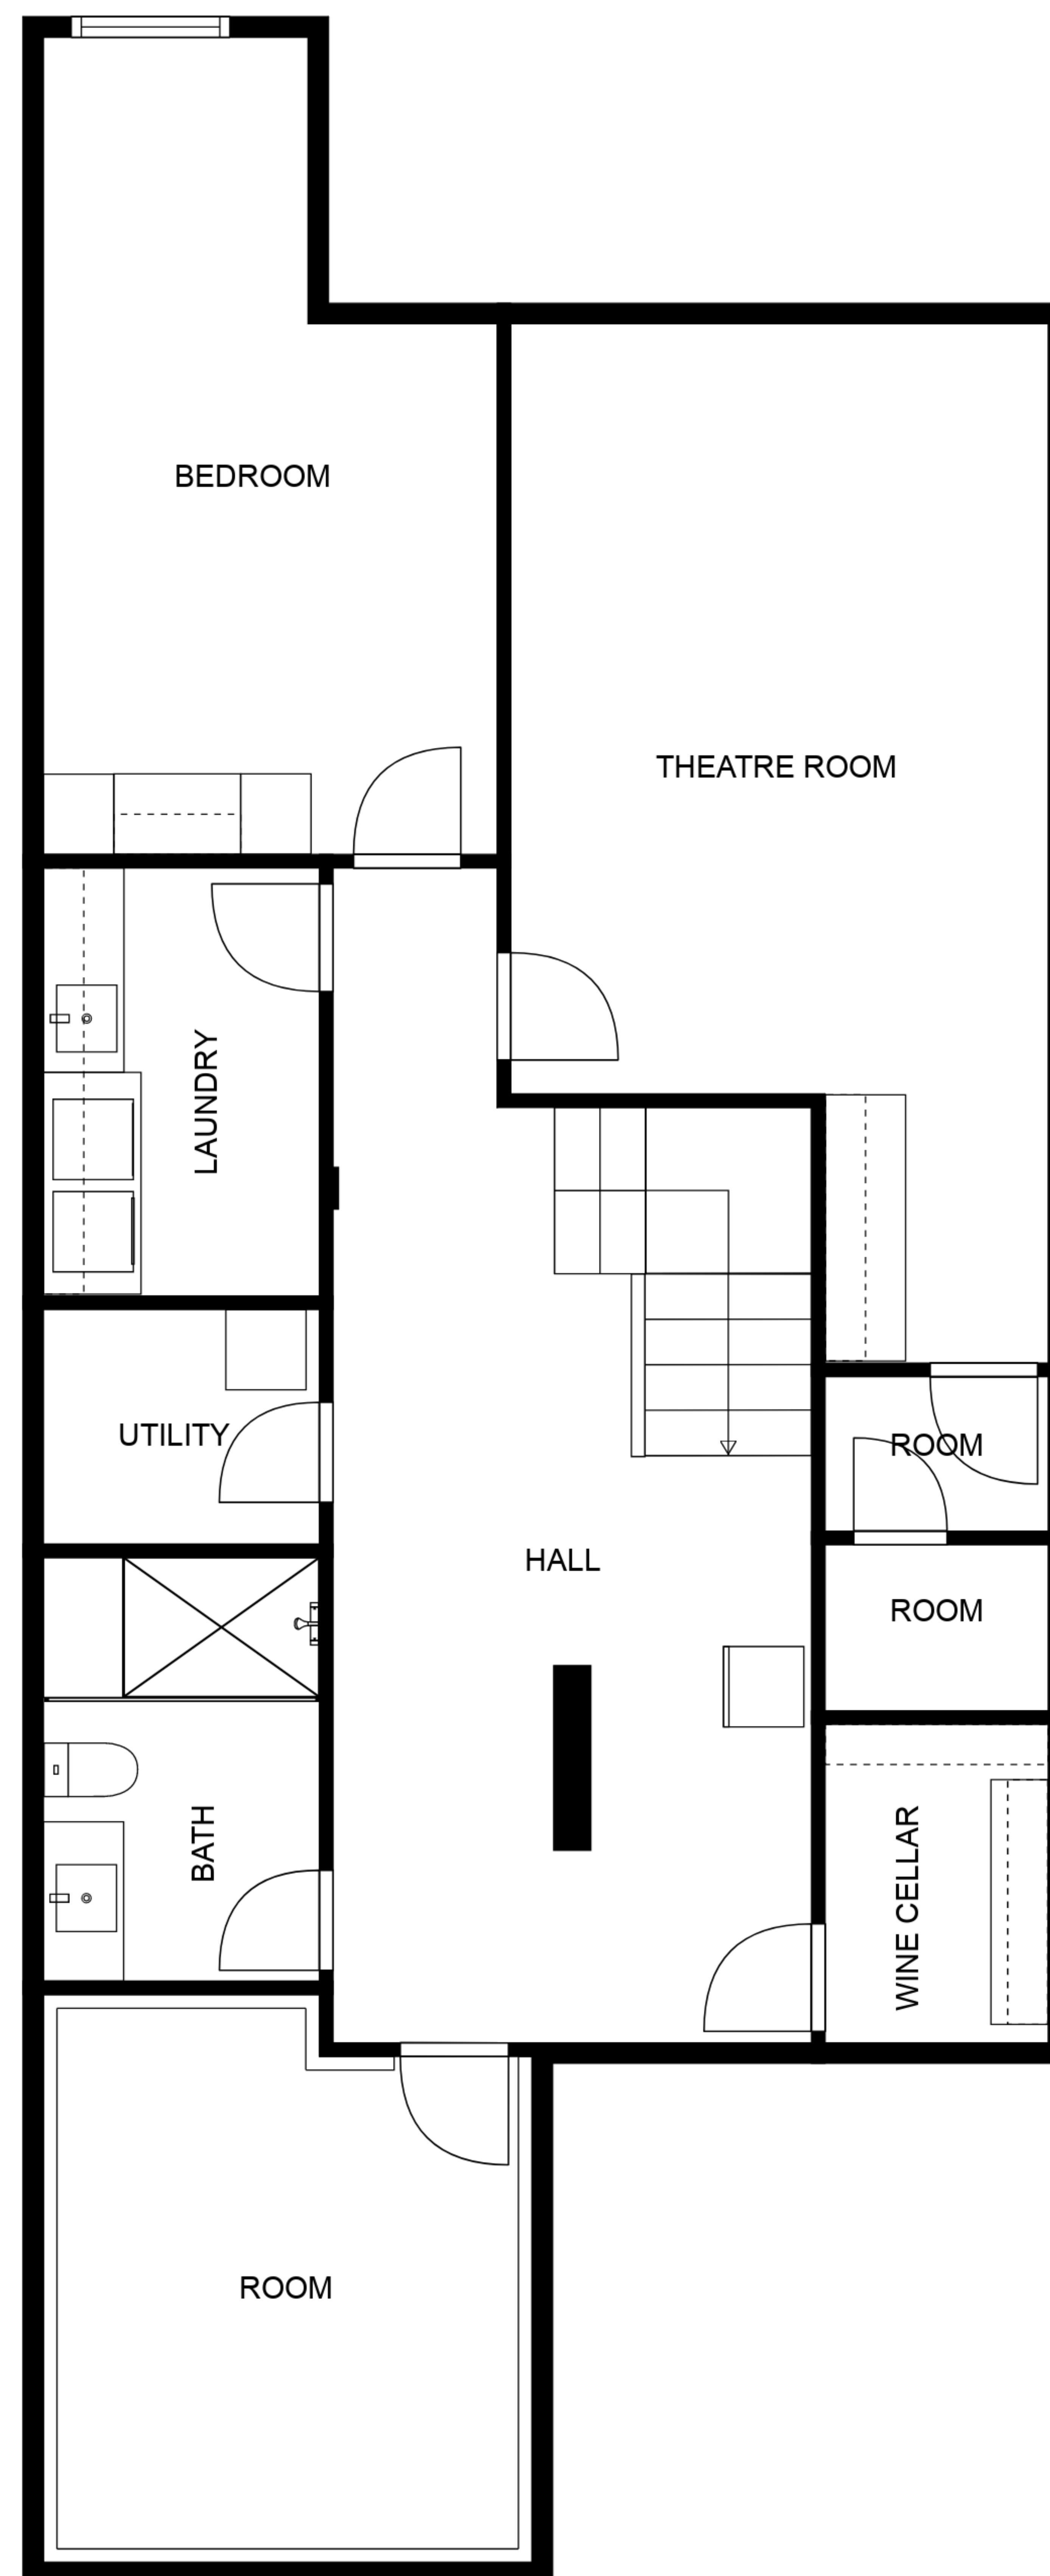 BEDROOM
THEATRE ROOM
LAUNDRY
UTILITY
ROOM
HALL
ROOM
BATH
WINE CELLAR
ROOM